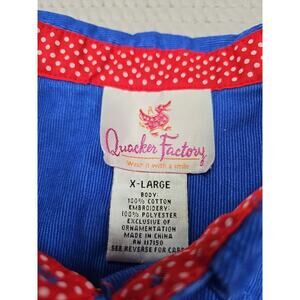 Quacker Factory
Wear it with a smile
X-LARGE
BODY:
100% COTTON
EMBROIDERY:
100% POLYESTER
EXCLUSIVE OF
ORNAMENTATION
MADE IN CHINA
RN 117150
SEE REVERSE FOR CARE